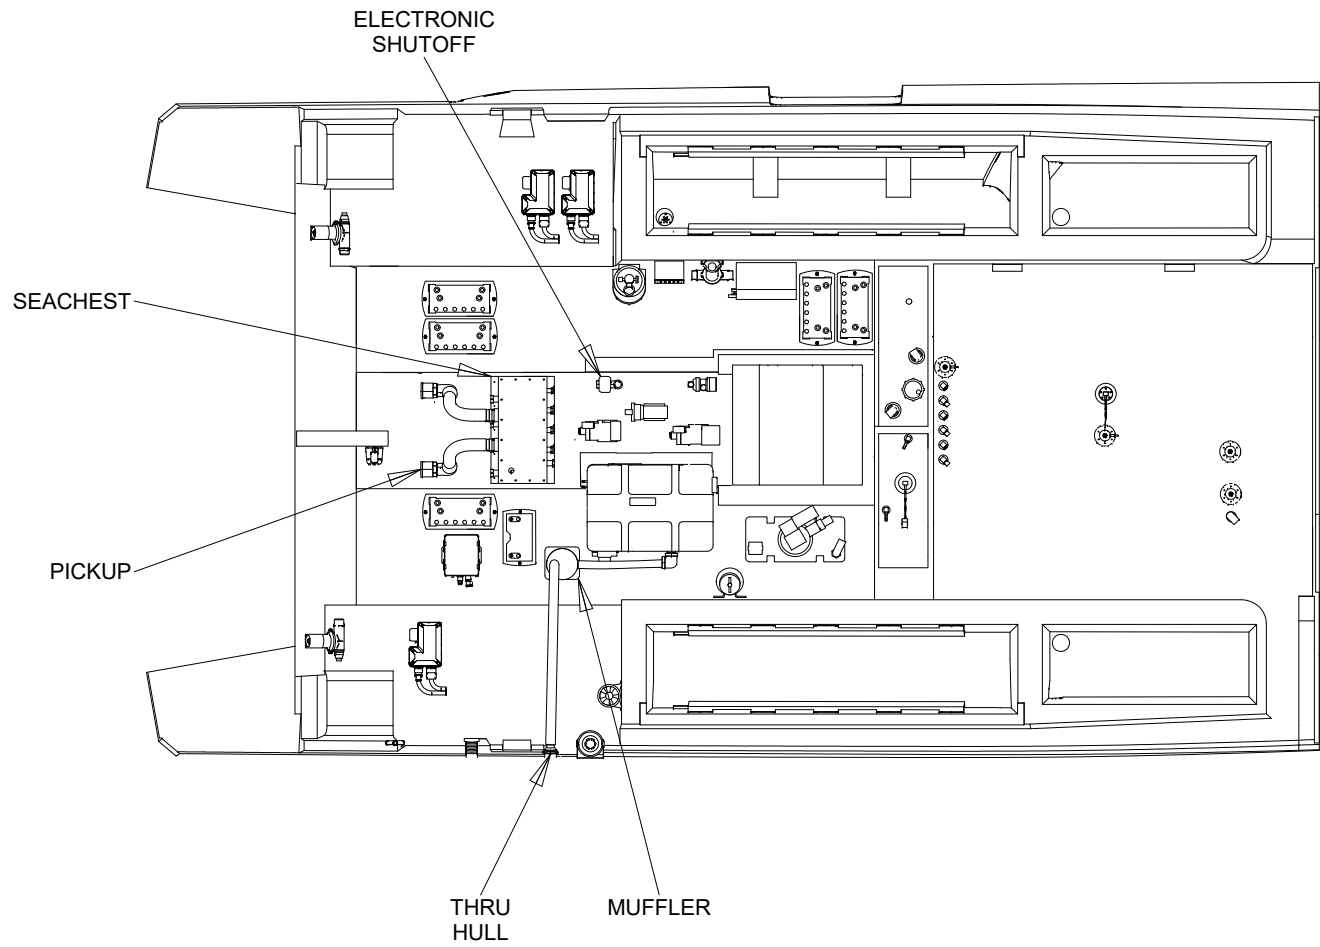 ELECTRONIC
SHUTOFF
SEACHEST
PICKUP
THRU
HULL
MUFFLER